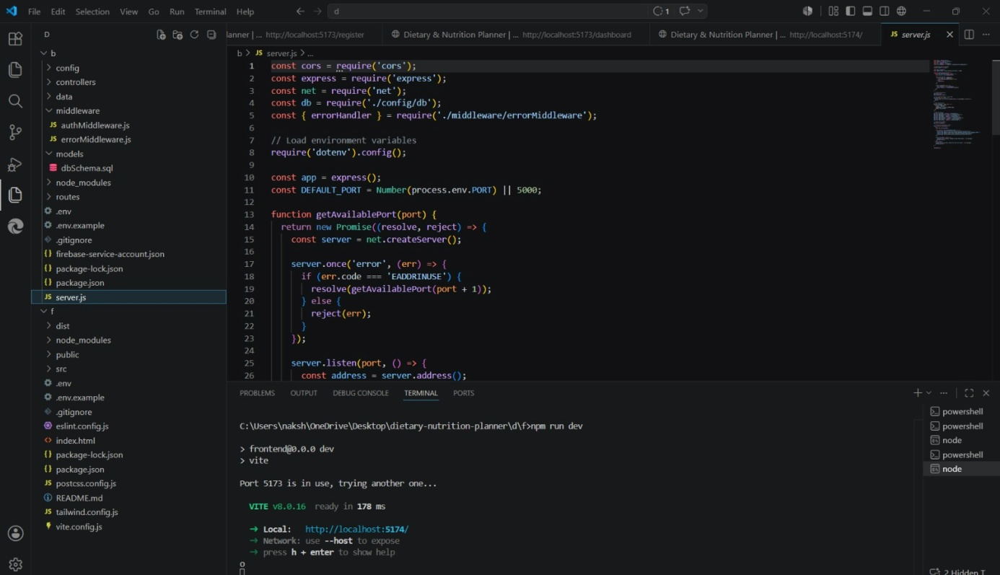 File Edit Selection View Go Run Terminal Help
d
1
D
b
config
controllers
data
middleware
JS authMiddleware.js
JS errorMiddleware.js
models
dbSchema.sql
node_modules
routes
.env
.env.example
.gitignore
{} firebase-service-account.json
{} package-lock.json
{} package.json
JS server.js
f
dist
node_modules
public
src
.env
.env.example
.gitignore
eslint.config.js
<> index.html
{} package-lock.json
{} package.json
JS postcss.config.js
README.md
JS tailwind.config.js
vite.config.js
lanner | ... http://localhost:5173/register
Dietary & Nutrition Planner | ... http://localhost:5173/dashboard
Dietary & Nutrition Planner | ... http://localhost:5174/
JS server.js
b > JS server.js > ...
1 const cors = require('cors');
2 const express = require('express');
3 const net = require('net');
4 const db = require('./config/db');
5 const { errorHandler } = require('./middleware/errorMiddleware');
6
7 // Load environment variables
8 require('dotenv').config();
9
10 const app = express();
11 const DEFAULT_PORT = Number(process.env.PORT) || 5000;
12
13 function getAvailablePort(port) {
14 return new Promise((resolve, reject) => {
15 const server = net.createServer();
16
17 server.once('error', (err) => {
18 if (err.code === 'EADDRINUSE') {
19 resolve(getAvailablePort(port + 1));
20 } else {
21 reject(err);
22 }
23 });
24
25 server.listen(port, () => {
26 const address = server.address();
PROBLEMS OUTPUT DEBUG CONSOLE TERMINAL PORTS
C:\Users\naksh\OneDrive\Desktop\dietary-nutrition-planner\d\f>npm run dev
> frontend@0.0.0 dev
> vite
Port 5173 is in use, trying another one...
VITE v8.0.16 ready in 178 ms
➜ Local: http://localhost:5174/
➜ Network: use --host to expose
➜ press h + enter to show help
o
powershell
powershell
node
powershell
node
2 Hidden T